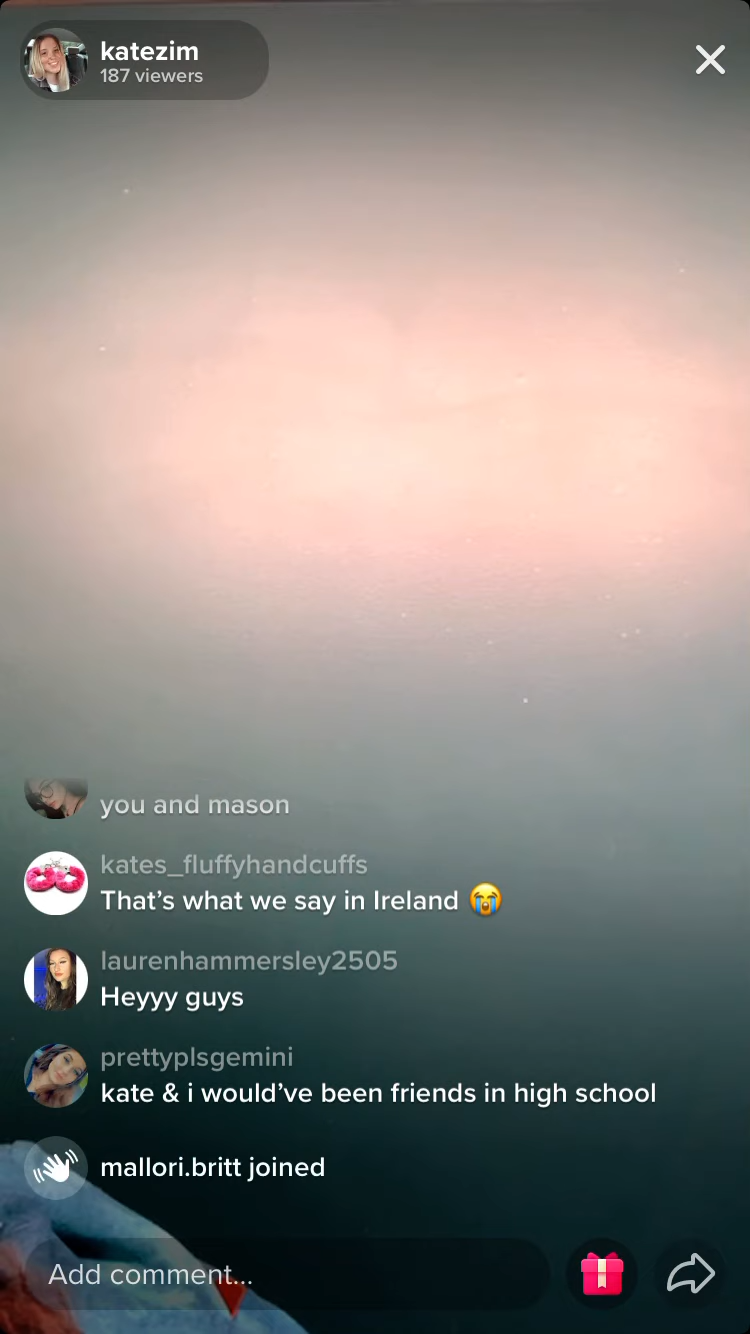 katezim
187 viewers
you and mason
kates_fluffyhandcuffs
That’s what we say in Ireland 😭
laurenhammersley2505
Heyyy guys
prettyplsgemini
kate & i would’ve been friends in high school
mallori.britt joined
Add comment...